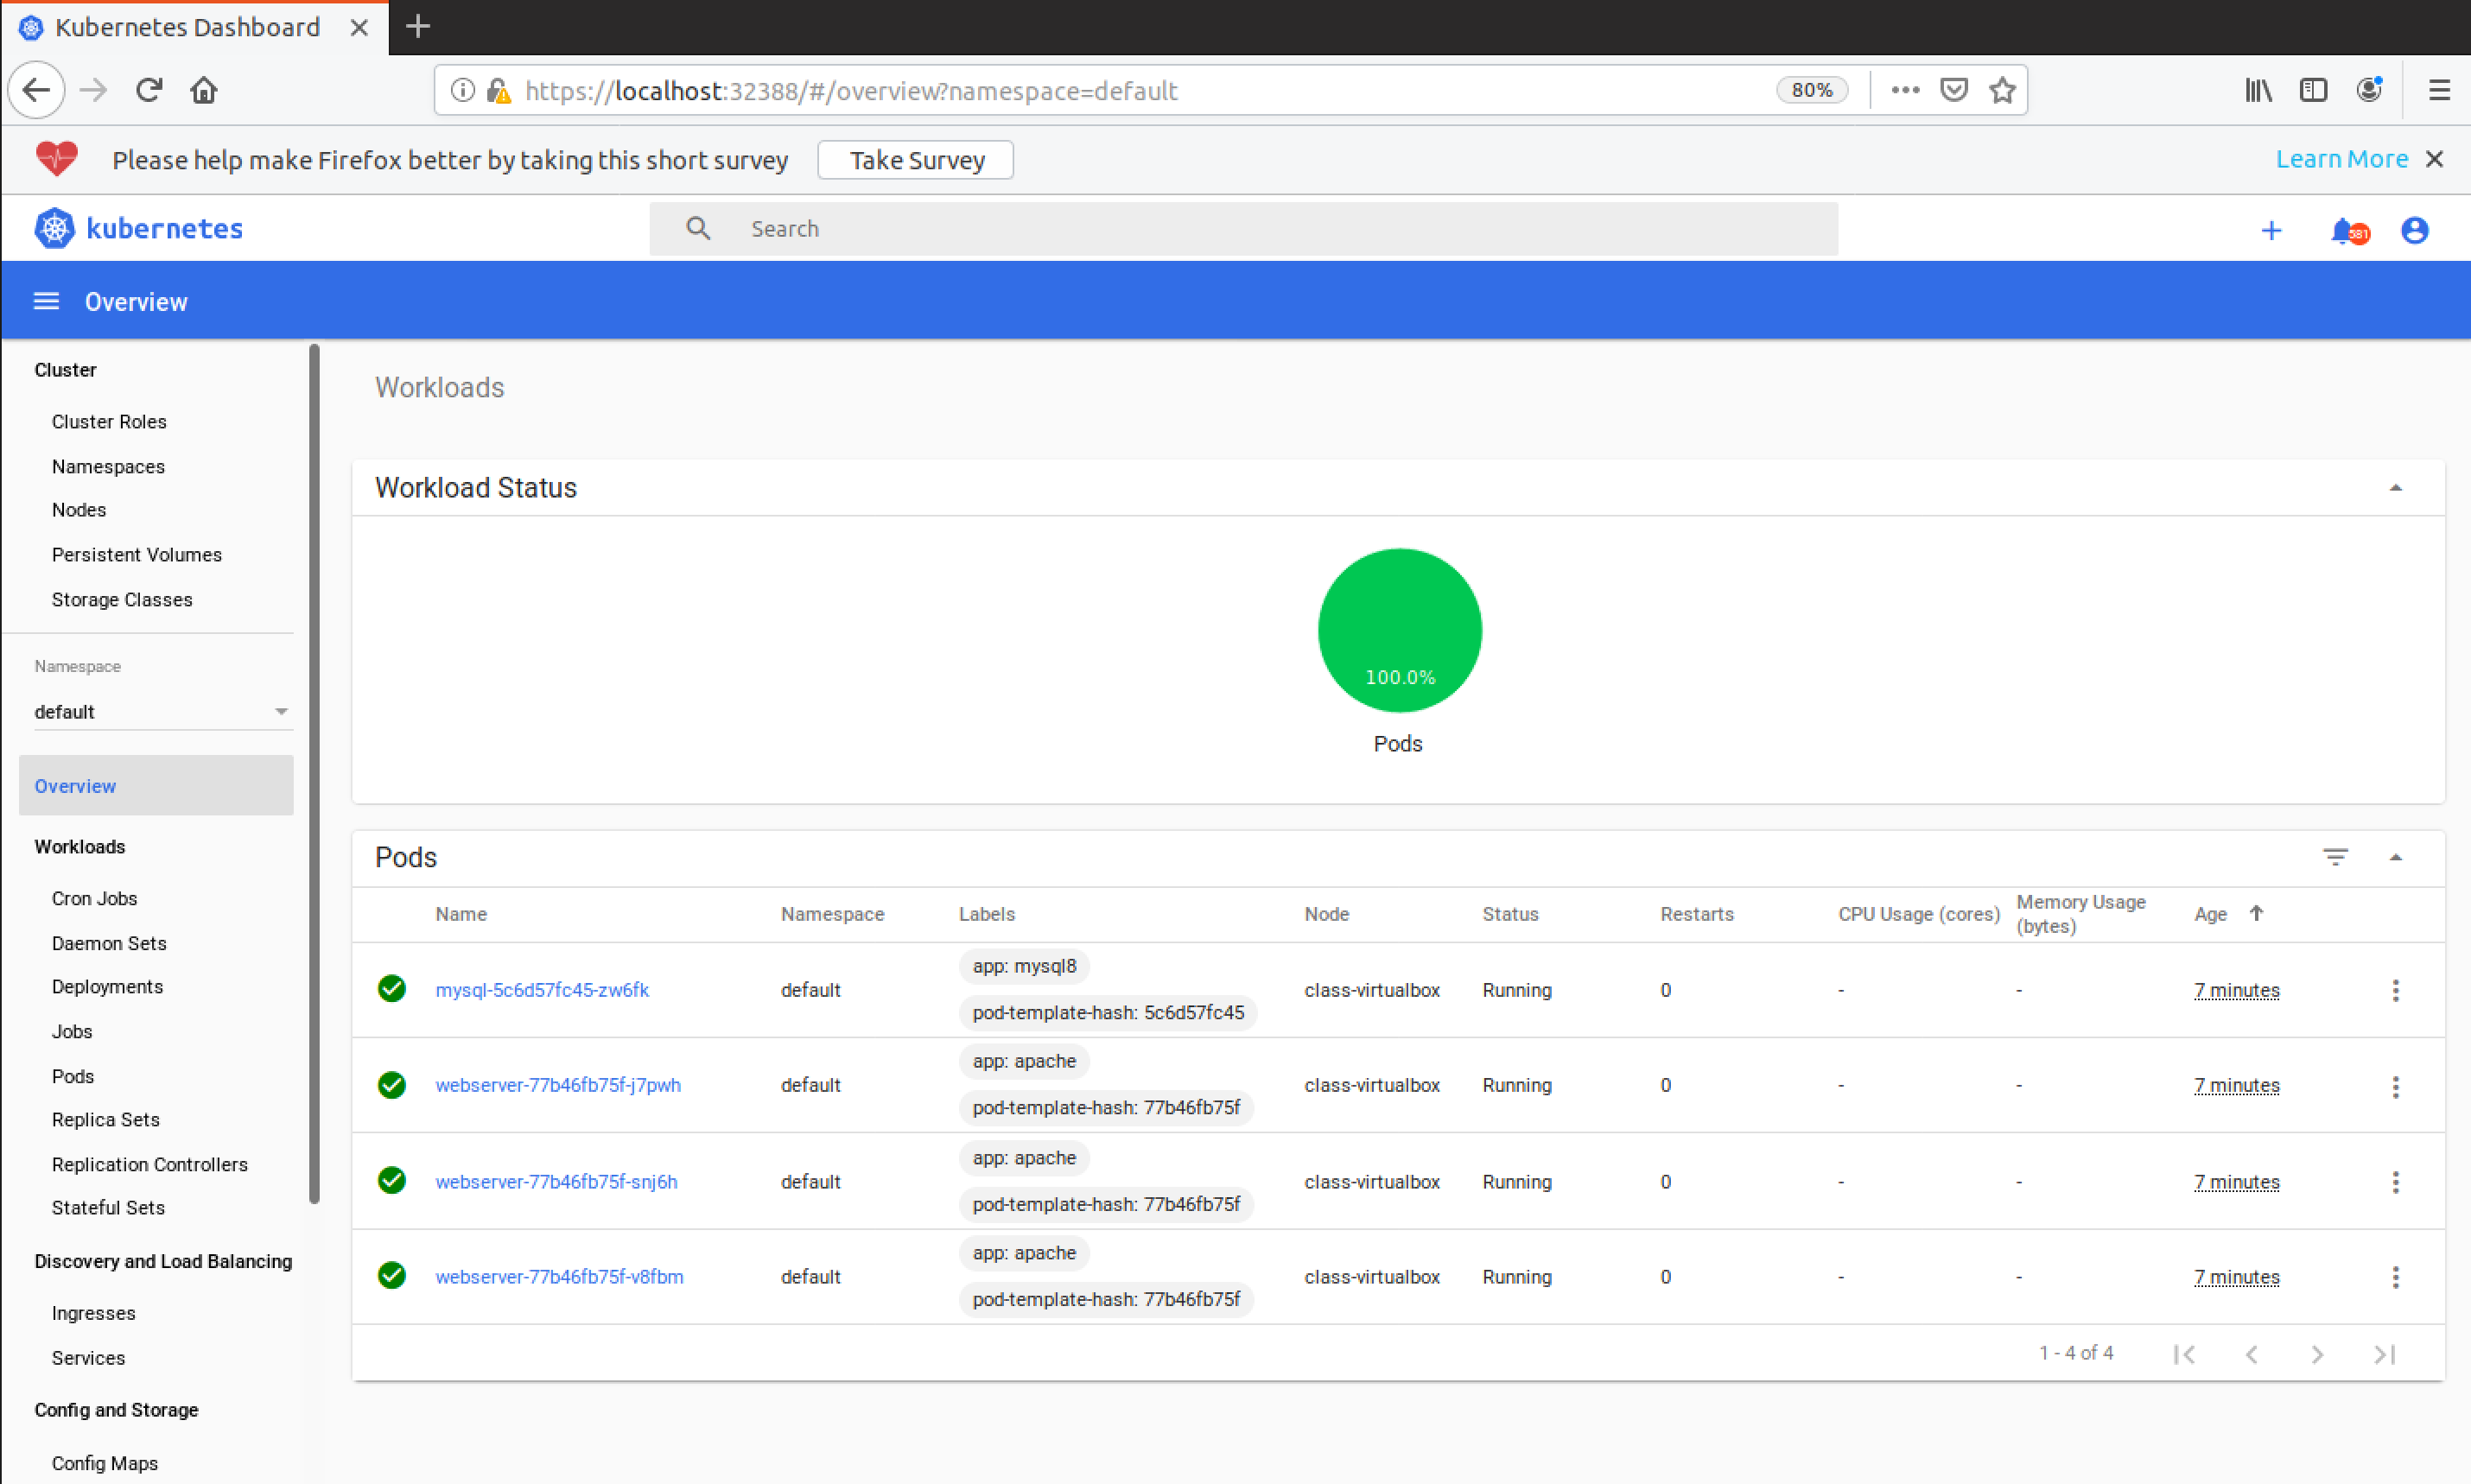 Kubernetes Dashboard
https://localhost:32388/#/overview?namespace=default
80%
Please help make Firefox better by taking this short survey
Take Survey
Learn More
kubernetes
Search
581
Overview
Cluster
Cluster Roles
Namespaces
Nodes
Persistent Volumes
Storage Classes
Namespace
default
Overview
Workloads
Cron Jobs
Daemon Sets
Deployments
Jobs
Pods
Replica Sets
Replication Controllers
Stateful Sets
Discovery and Load Balancing
Ingresses
Services
Config and Storage
Config Maps
Workloads
Workload Status
100.0%
Pods
Pods
Name Namespace Labels Node Status Restarts CPU Usage (cores) Memory Usage (bytes) Age
mysql-5c6d57fc45-zw6fk default app: mysql8 pod-template-hash: 5c6d57fc45 class-virtualbox Running 0 - - 7 minutes
webserver-77b46fb75f-j7pwh default app: apache pod-template-hash: 77b46fb75f class-virtualbox Running 0 - - 7 minutes
webserver-77b46fb75f-snj6h default app: apache pod-template-hash: 77b46fb75f class-virtualbox Running 0 - - 7 minutes
webserver-77b46fb75f-v8fbm default app: apache pod-template-hash: 77b46fb75f class-virtualbox Running 0 - - 7 minutes
1 - 4 of 4